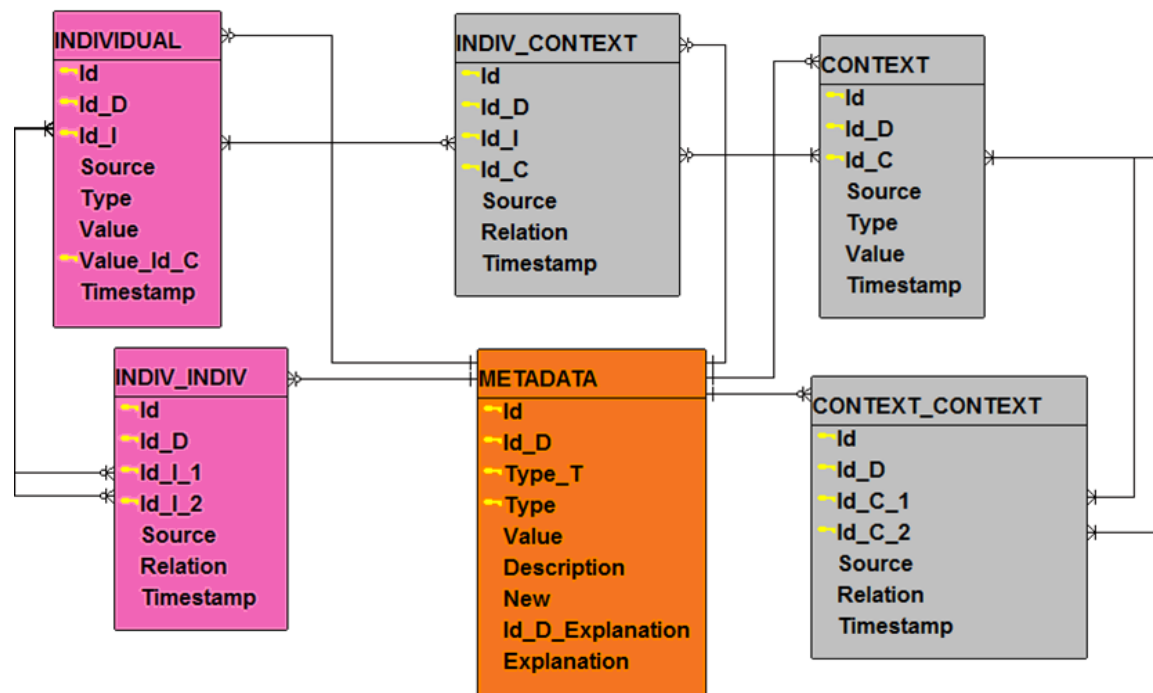 INDIVIDUAL
Id
Id_D
Id_I
Source
Type
Value
Value_Id_C
Timestamp
INDIV_CONTEXT
Id
Id_D
Id_I
Id_C
Source
Relation
Timestamp
CONTEXT
Id
Id_D
Id_C
Source
Type
Value
Timestamp
INDIV_INDIV
Id
Id_D
Id_I_1
Id_I_2
Source
Relation
Timestamp
METADATA
Id
Id_D
Type_T
Type
Value
Description
New
Id_D_Explanation
Explanation
CONTEXT_CONTEXT
Id
Id_D
Id_C_1
Id_C_2
Source
Relation
Timestamp